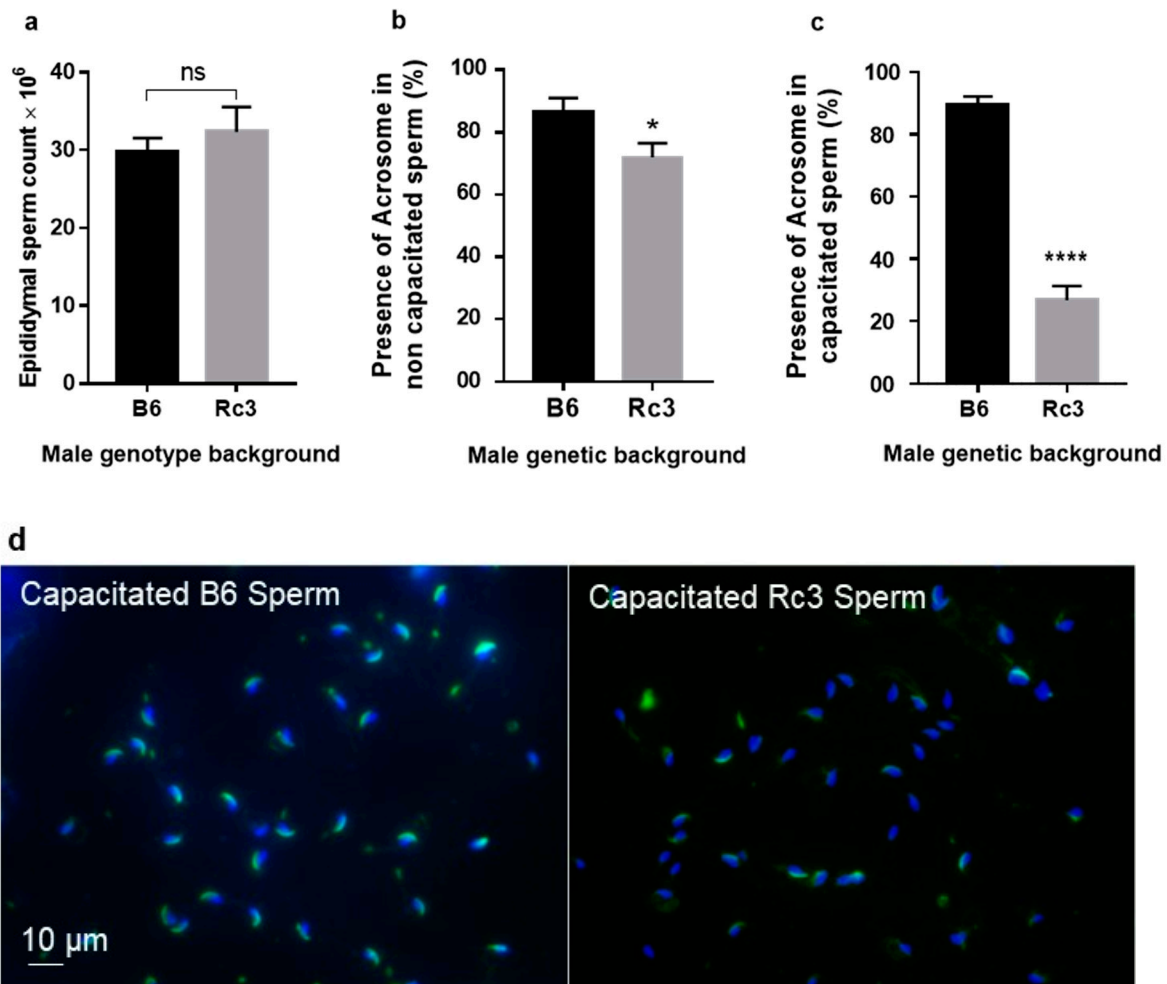 a
Epididymal sperm count × 10⁶
40
30
20
10
0
ns
B6
Rc3
Male genotype background
b
Presence of Acrosome in
non capacitated sperm (%)
100
80
60
40
20
00
*
B6
Rc3
Male genetic background
c
Presence of Acrosome in
capacitated sperm (%)
100
80
60
40
20
00
****
B6
Rc3
Male genetic background
d
Capacitated B6 Sperm
Capacitated Rc3 Sperm
10 µm